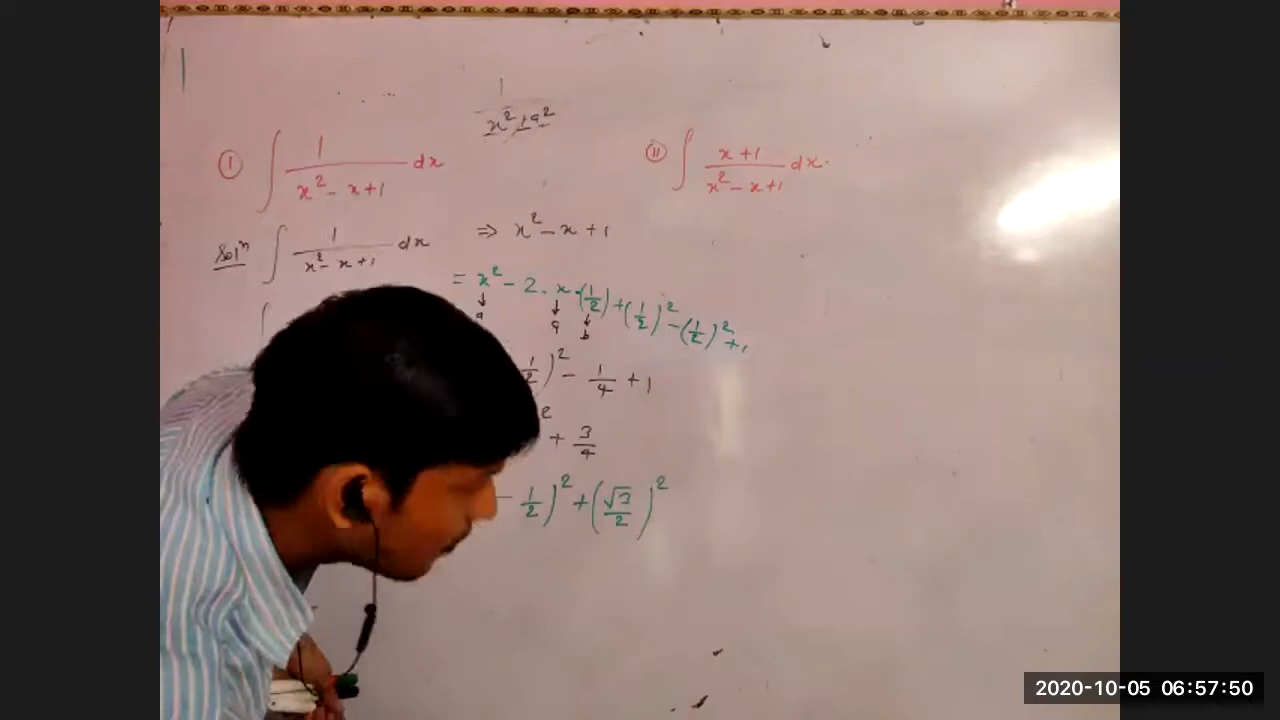 1
x² + a²
① ∫ 1/(x² - x + 1) dx
⑪ ∫ (x+1)/(x² - x + 1) dx.
Solⁿ ∫ 1/(x² - x + 1) dx ⇒ x² - x + 1
= x² - 2 . x . (1/2) + (1/2)² - (1/2)² + 1
↓ ↓ ↓
a a b
1/2)² - 1/4 + 1
2 + 3/4
- 1/2)² + (√3/2)²
2020-10-05 06:57:50